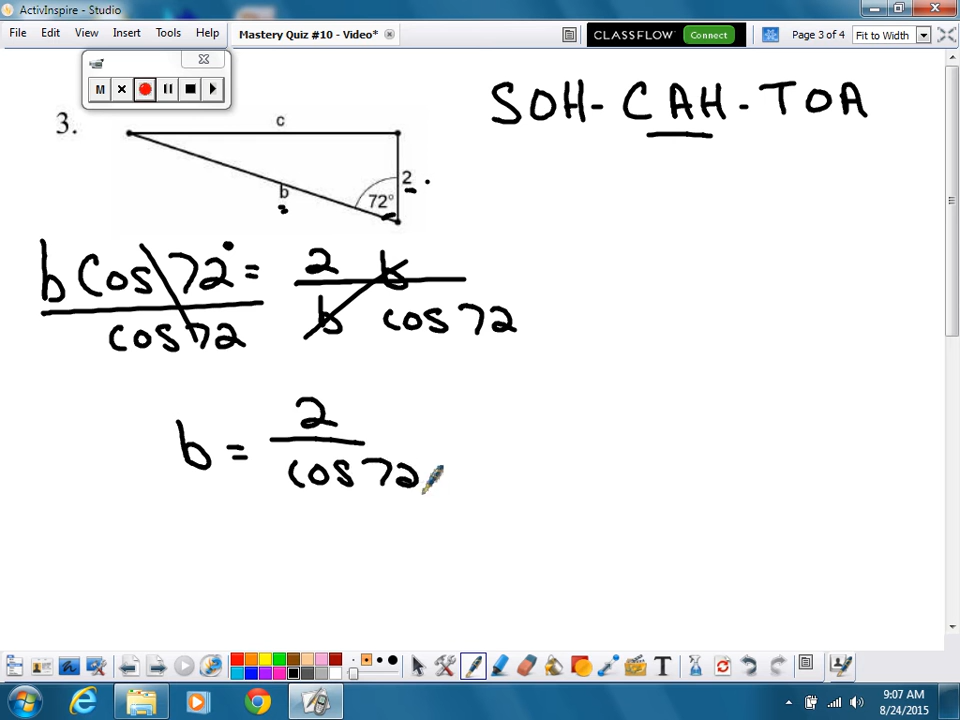 ActivInspire - Studio
File Edit View Insert Tools Help Mastery Quiz #10 - Video* CLASSFLOW Connect Page 3 of 4 Fit to Width
M
SOH- CAH - TOA
3.
c
2
b
72°
b Cos 72° = 2 b
cos 72 b cos 72
b = 2
cos 72
T
9:07 AM
8/24/2015